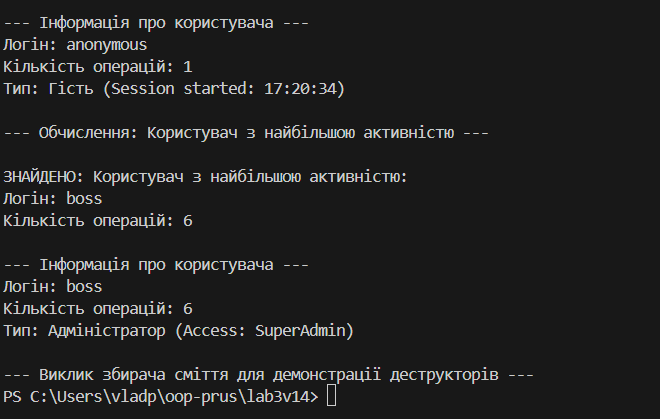 --- Інформація про користувача ---
Логін: anonymous
Кількість операцій: 1
Тип: Гість (Session started: 17:20:34)
--- Обчислення: Користувач з найбільшою активністю ---
ЗНАЙДЕНО: Користувач з найбільшою активністю:
Логін: boss
Кількість операцій: 6
--- Інформація про користувача ---
Логін: boss
Кількість операцій: 6
Тип: Адміністратор (Access: SuperAdmin)
--- Виклик збирача сміття для демонстрації деструкторів ---
PS C:\Users\vladp\oop-prus\lab3v14>